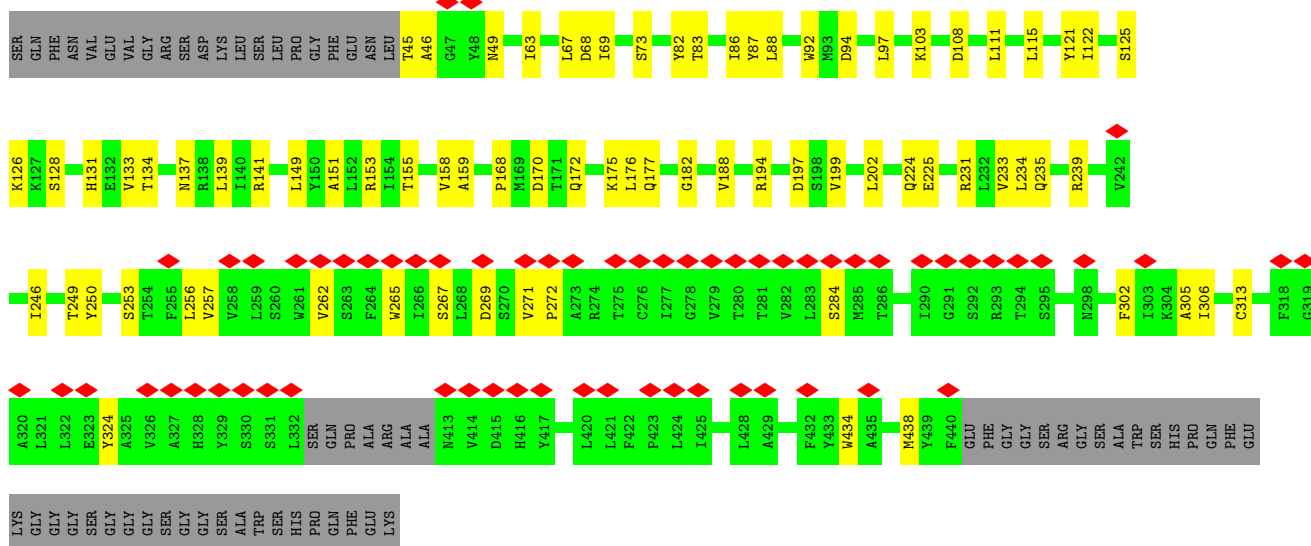 SER GLN PHE ASN VAL GLU VAL GLY ARG SER ASP LYS LEU SER LEU PRO GLY PHE GLU ASN LEU T45 A46 G47 Y48 N49 I63 L67 D68 I69 S73 Y82 T83 I86 Y87 L88 W92 M93 D94 L97 K103 D108 L111 L115 Y121 I122 S125
K126 K127 S128 H131 E132 V133 T134 N137 R138 L139 I140 R141 L149 Y150 A151 L152 R153 I154 T155 V158 A159 P168 M169 D170 T171 Q172 K175 L176 Q177 G182 V188 R194 D197 S198 V199 L202 Q224 E225 R231 L232 V233 L234 Q235 R239 V242
I246 T249 Y250 S253 T254 F255 L256 V257 V258 L259 S260 W261 V262 S263 F264 W265 I266 S267 L268 D269 S270 V271 P272 A273 R274 T275 C276 I277 G278 V279 T280 T281 V282 L283 S284 M285 T286 I290 G291 S292 R293 T294 S295 N298 F302 I303 K304 A305 I306 C313 F318 G319
A320 L321 L322 E323 Y324 A325 V326 A327 H328 Y329 S330 S331 L332 SER GLN PRO ALA ARG ALA ALA N413 V414 D415 H416 Y417 L420 L421 F422 P423 L424 I425 L428 A429 F432 Y433 W434 A435 M438 Y439 F440 GLU PHE GLY GLY SER ARG GLY SER ALA TRP SER HIS PRO GLN PHE GLU
LYS GLY GLY GLY SER GLY GLY GLY SER GLY GLY SER ALA TRP SER HIS PRO GLN PHE GLU LYS